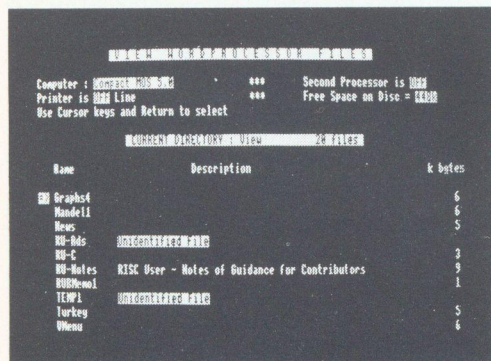 VIEW WORDPROCESSOR FILES
Computer : Compact MOS 5.0 *** Second Processor is OFF
Printer is OFF Line *** Free Space on Disc = 448k
Use Cursor keys and Return to select
CURRENT DIRECTORY : View 20 files
Name Description k bytes
=> Graphs4 6
Mandel1 6
News 5
RU-Ads Unidentified File
RU-C 3
RU-Notes RISC User - Notes of Guidance for Contributors 9
RURMemo1 1
TEMP1 Unidentified File
Turkey 5
VMenu 6